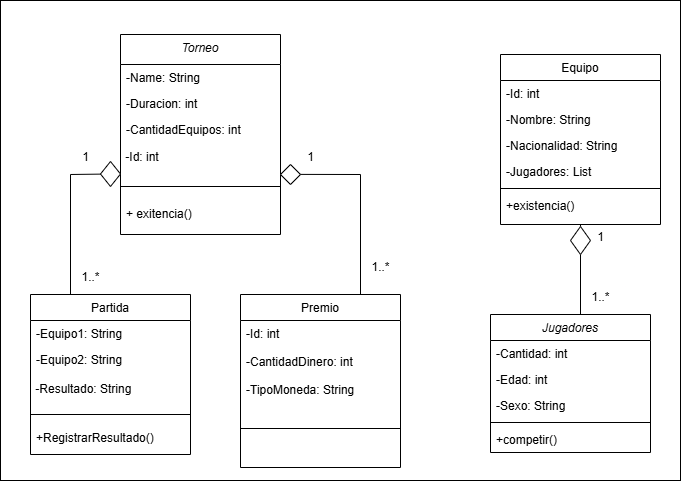 Torneo
-Name: String
-Duracion: int
-CantidadEquipos: int
-Id: int
+ exitencia()
1
1
1..*
1..*
Partida
-Equipo1: String
-Equipo2: String
-Resultado: String
+RegistrarResultado()
Premio
-Id: int
-CantidadDinero: int
-TipoMoneda: String
Equipo
-Id: int
-Nombre: String
-Nacionalidad: String
-Jugadores: List
+existencia()
1
1..*
Jugadores
-Cantidad: int
-Edad: int
-Sexo: String
+competir()